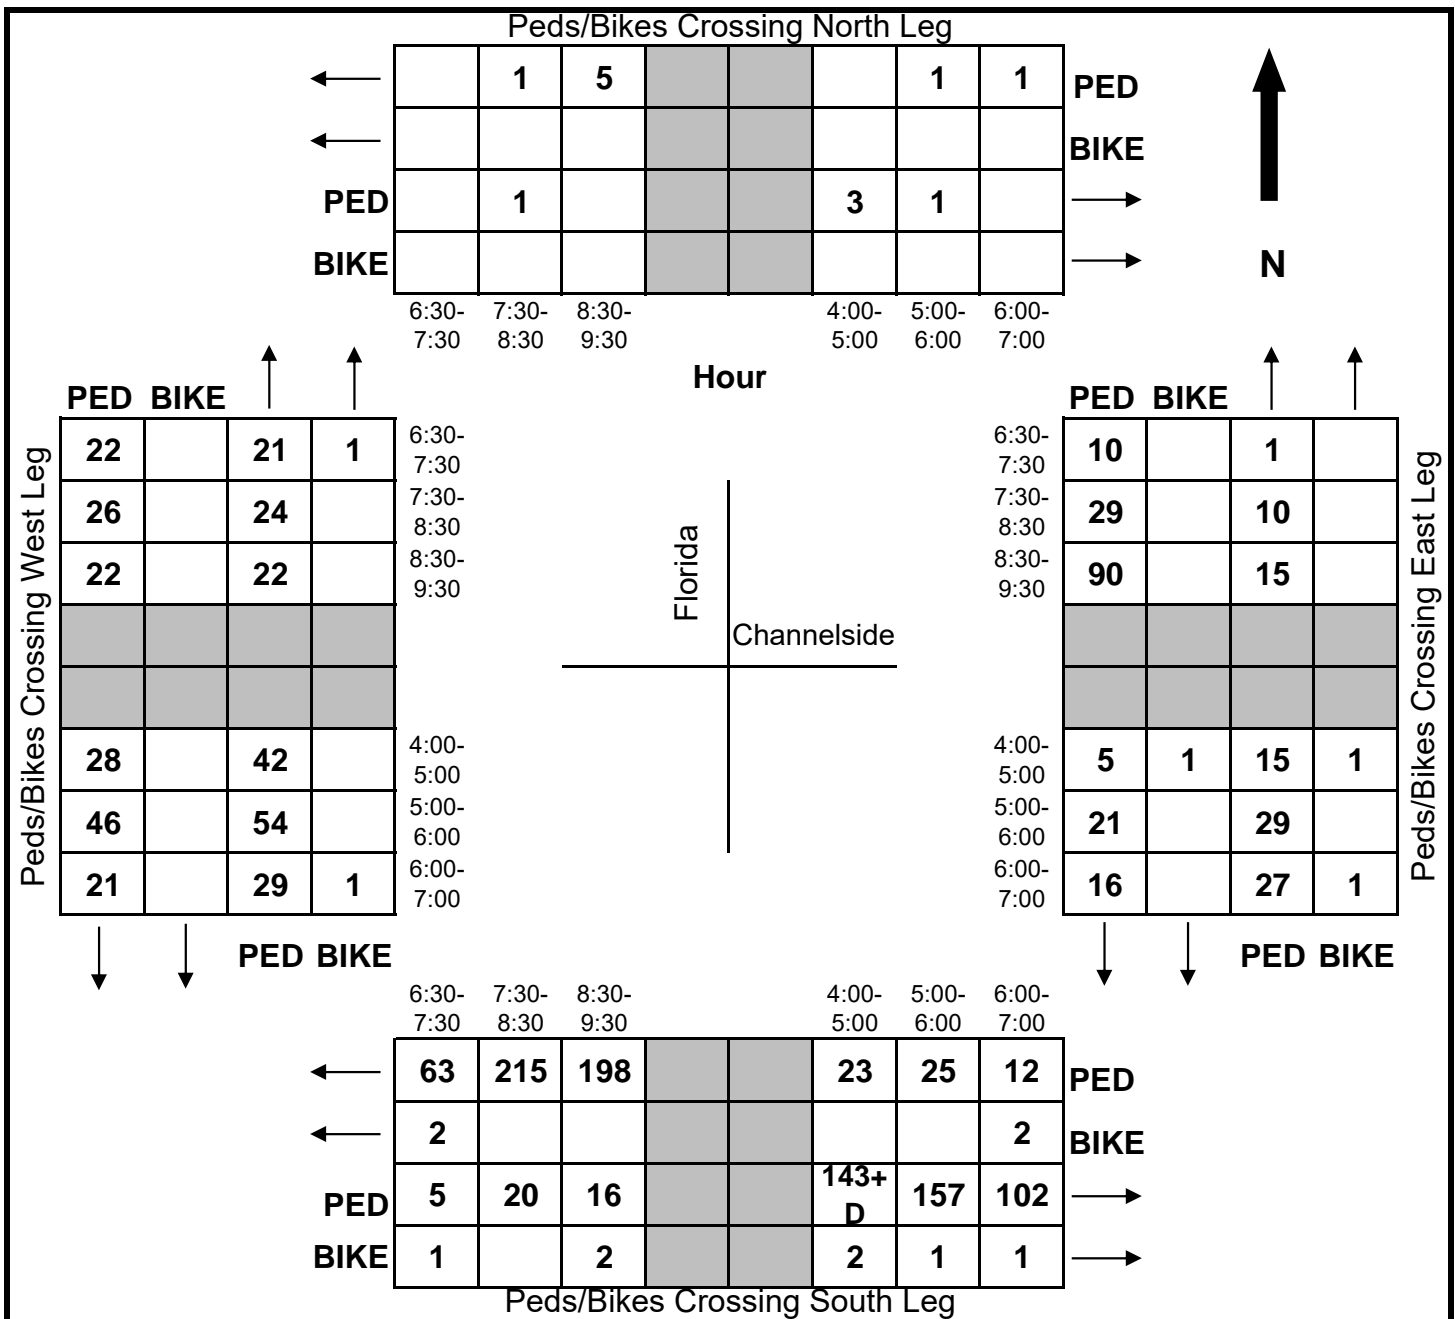 Peds/Bikes Crossing North Leg
1 5 1 1 PED
BIKE
PED 1 3 1
BIKE
N
6:30- 7:30- 8:30- 4:00- 5:00- 6:00-
7:30 8:30 9:30 5:00 6:00 7:00
Hour
PED BIKE
22 21 1 6:30-
7:30
26 24 7:30-
8:30
22 22 8:30-
9:30
28 42 4:00-
5:00
46 54 5:00-
6:00
21 29 1 6:00-
7:00
PED BIKE
Peds/Bikes Crossing West Leg
Florida
Channelside
PED BIKE
6:30- 10 1
7:30
7:30- 29 10
8:30
8:30- 90 15
9:30
4:00- 5 1 15 1
5:00
5:00- 21 29
6:00
6:00- 16 27 1
7:00
PED BIKE
Peds/Bikes Crossing East Leg
6:30- 7:30- 8:30- 4:00- 5:00- 6:00-
7:30 8:30 9:30 5:00 6:00 7:00
63 215 198 23 25 12 PED
2 2 BIKE
PED 5 20 16 143+ 157 102
D
BIKE 1 2 2 1 1
Peds/Bikes Crossing South Leg